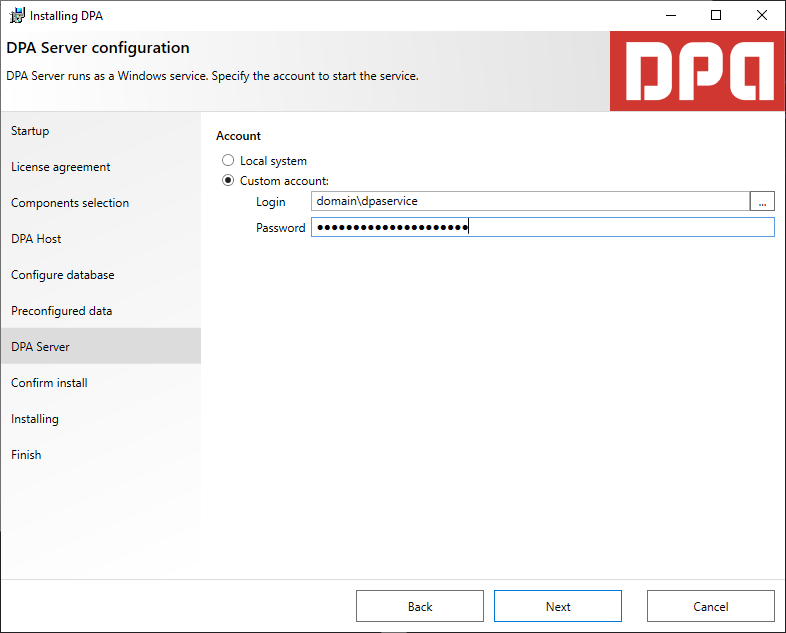 Installing DPA
DPA Server configuration
DPA Server runs as a Windows service. Specify the account to start the service.
DPA
Startup
License agreement
Components selection
DPA Host
Configure database
Preconfigured data
DPA Server
Confirm install
Installing
Finish
Account
Local system
Custom account:
Login
domain\dpaservice
...
Password
●●●●●●●●●●●●●●●●●●●●●
Back
Next
Cancel